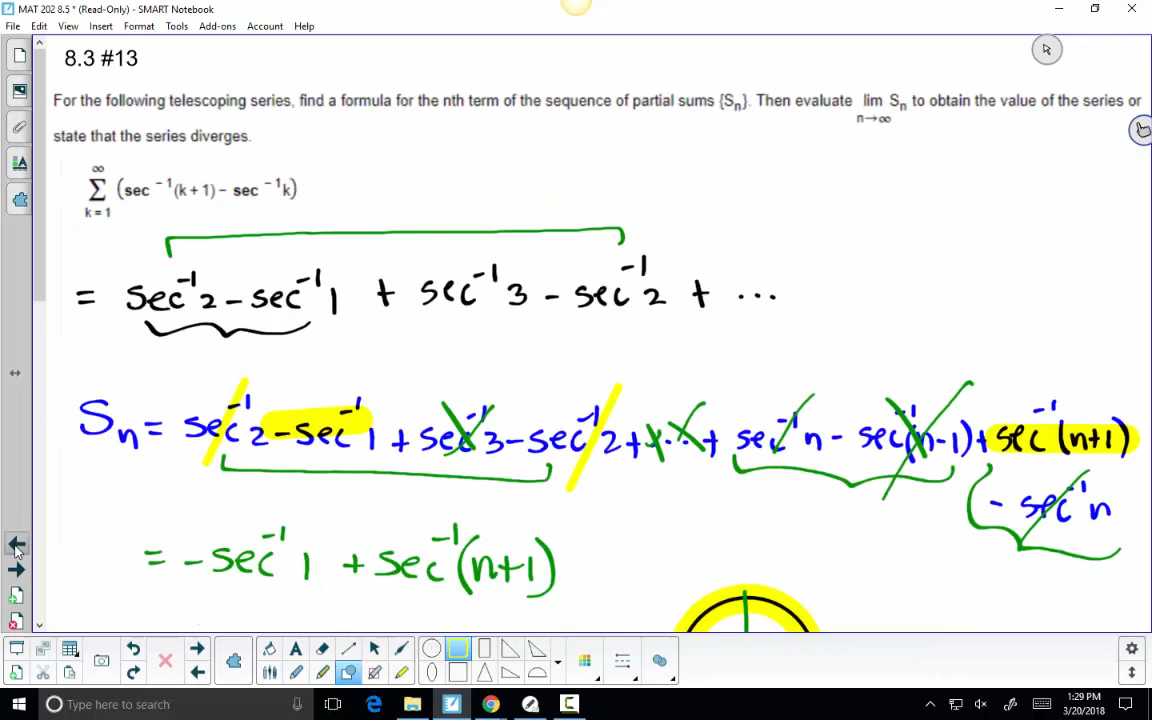 MAT 202 8.5 * (Read-Only) - SMART Notebook
File Edit View Insert Format Tools Add-ons Account Help
8.3 #13
For the following telescoping series, find a formula for the nth term of the sequence of partial sums {Sₙ}. Then evaluate lim Sₙ to obtain the value of the series or
n→∞
state that the series diverges.
∞
Σ (sec ⁻¹(k+1) − sec ⁻¹k)
k = 1
= sec⁻¹2 − sec⁻¹1 + sec⁻¹3 − sec⁻¹2 + ...
Sₙ = sec⁻¹2 − sec⁻¹1 + sec⁻¹3 − sec⁻¹2 + ... + sec⁻¹n − sec⁻¹(n−1) + sec⁻¹(n+1)
− sec⁻¹n
= −sec⁻¹1 + sec⁻¹(n+1)
Type here to search
1:29 PM
3/20/2018